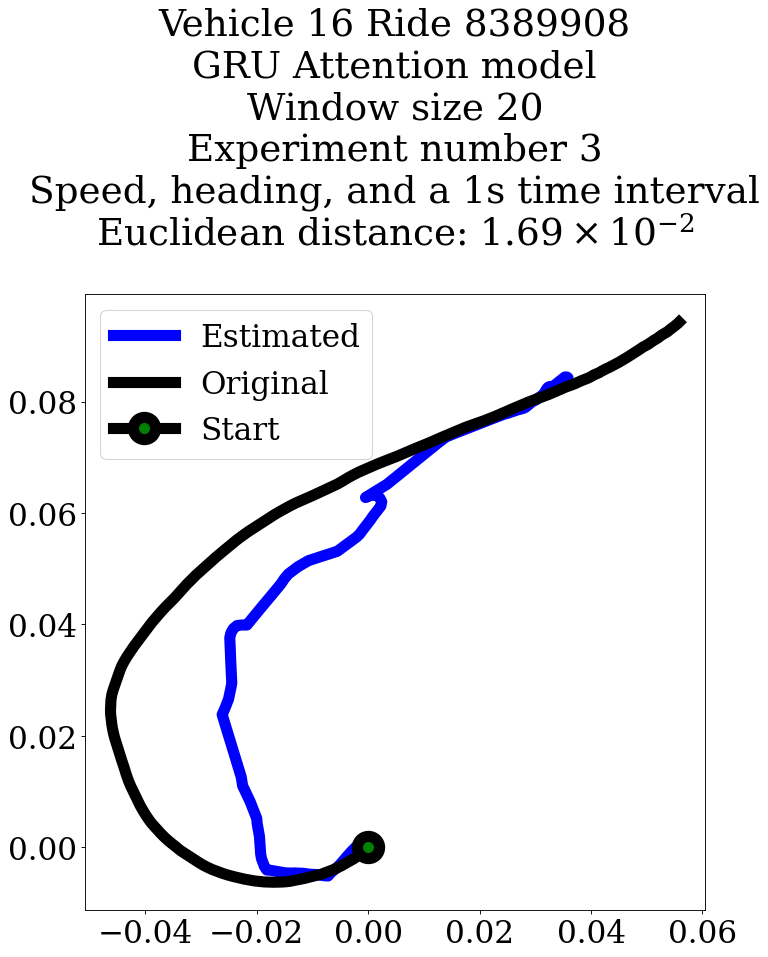 Vehicle 16 Ride 8389908
GRU Attention model
Window size 20
Experiment number 3
Speed, heading, and a 1s time interval
Euclidean distance: 1.69 × 10⁻²
Estimated
Original
Start
0.08
0.06
0.04
0.02
0.00
−0.04 −0.02 0.00 0.02 0.04 0.06